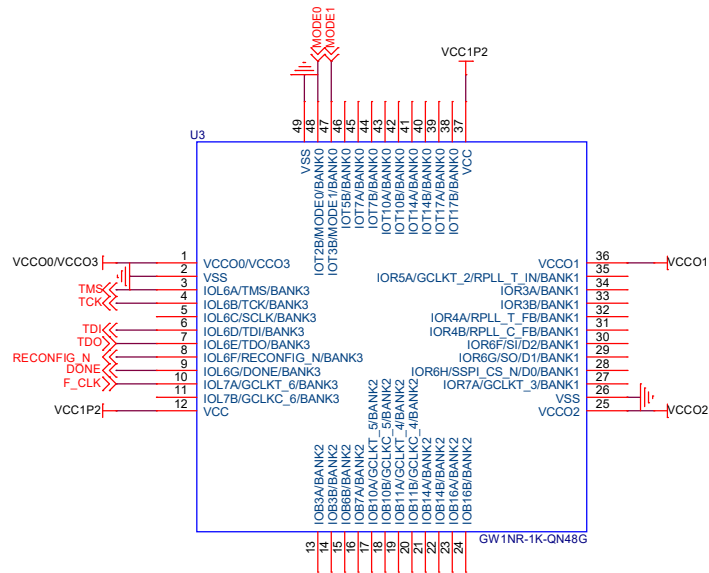 MODE0
MODE1
VCC1P2
49
48
47
46
45
44
43
42
41
40
39
38
37
U3
VSS
IOT2B/MODE0/BANK0
IOT3B/MODE1/BANK0
IOT5B/BANK0
IOT7A/BANK0
IOT7B/BANK0
IOT10A/BANK0
IOT10B/BANK0
IOT14A/BANK0
IOT14B/BANK0
IOT17A/BANK0
IOT17B/BANK0
VCC
VCCO0/VCCO3 1 VCCO0/VCCO3
2 VSS
TMS 3 IOL6A/TMS/BANK3
TCK 4 IOL6B/TCK/BANK3
5 IOL6C/SCLK/BANK3
TDI 6 IOL6D/TDI/BANK3
TDO 7 IOL6E/TDO/BANK3
RECONFIG_N 8 IOL6F/RECONFIG_N/BANK3
DONE 9 IOL6G/DONE/BANK3
F_CLK 10 IOL7A/GCLKT_6/BANK3
11 IOL7B/GCLKC_6/BANK3
VCC1P2 12 VCC
VCCO1 36 VCCO1
IOR5A/GCLKT_2/RPLL_T_IN/BANK1 35
IOR3A/BANK1 34
IOR3B/BANK1 33
IOR4A/RPLL_T_FB/BANK1 32
IOR4B/RPLL_C_FB/BANK1 31
IOR6F/SI/D2/BANK1 30
IOR6G/SO/D1/BANK1 29
IOR6H/SSPI_CS_N/D0/BANK1 28
IOR7A/GCLKT_3/BANK1 27
VSS 26
VCCO2 25 VCCO2
IOB3A/BANK2
IOB3B/BANK2
IOB6B/BANK2
IOB7A/BANK2
IOB10A/GCLKT_5/BANK2
IOB10B/GCLKC_5/BANK2
IOB11A/GCLKT_4/BANK2
IOB11B/GCLKC_4/BANK2
IOB14A/BANK2
IOB14B/BANK2
IOB16A/BANK2
IOB16B/BANK2
GW1NR-1K-QN48G
13
14
15
16
17
18
19
20
21
22
23
24